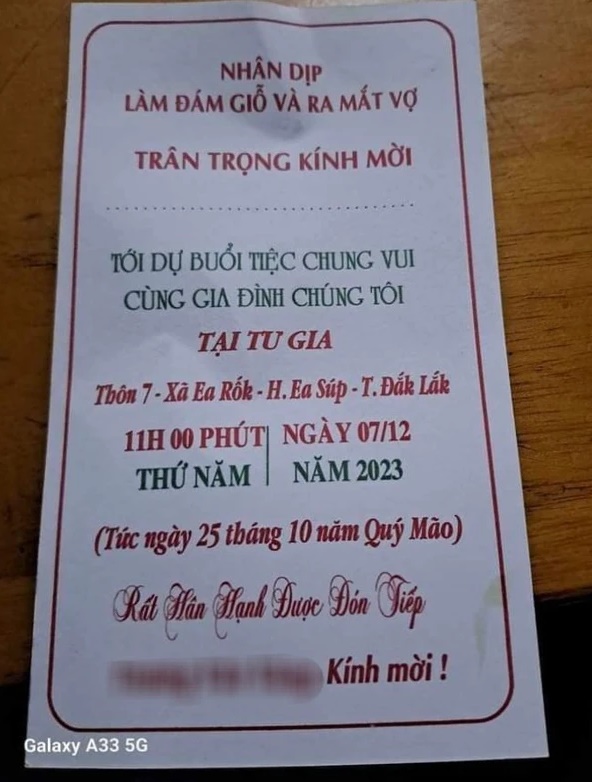 NHÂN DỊP
LÀM ĐÁM GIỖ VÀ RA MẮT VỢ
TRÂN TRỌNG KÍNH MỜI
................................................
TỚI DỰ BUỔI TIỆC CHUNG VUI
CÙNG GIA ĐÌNH CHÚNG TÔI
TẠI TƯ GIA
Thôn 7 - Xã Ea Rốk - H. Ea Súp - T. Đắk Lắk
11H 00 PHÚT | NGÀY 07/12
THỨ NĂM | NĂM 2023
(Tức ngày 25 tháng 10 năm Quý Mão)
Rất Hân Hạnh Được Đón Tiếp
Kính mời !
Galaxy A33 5G